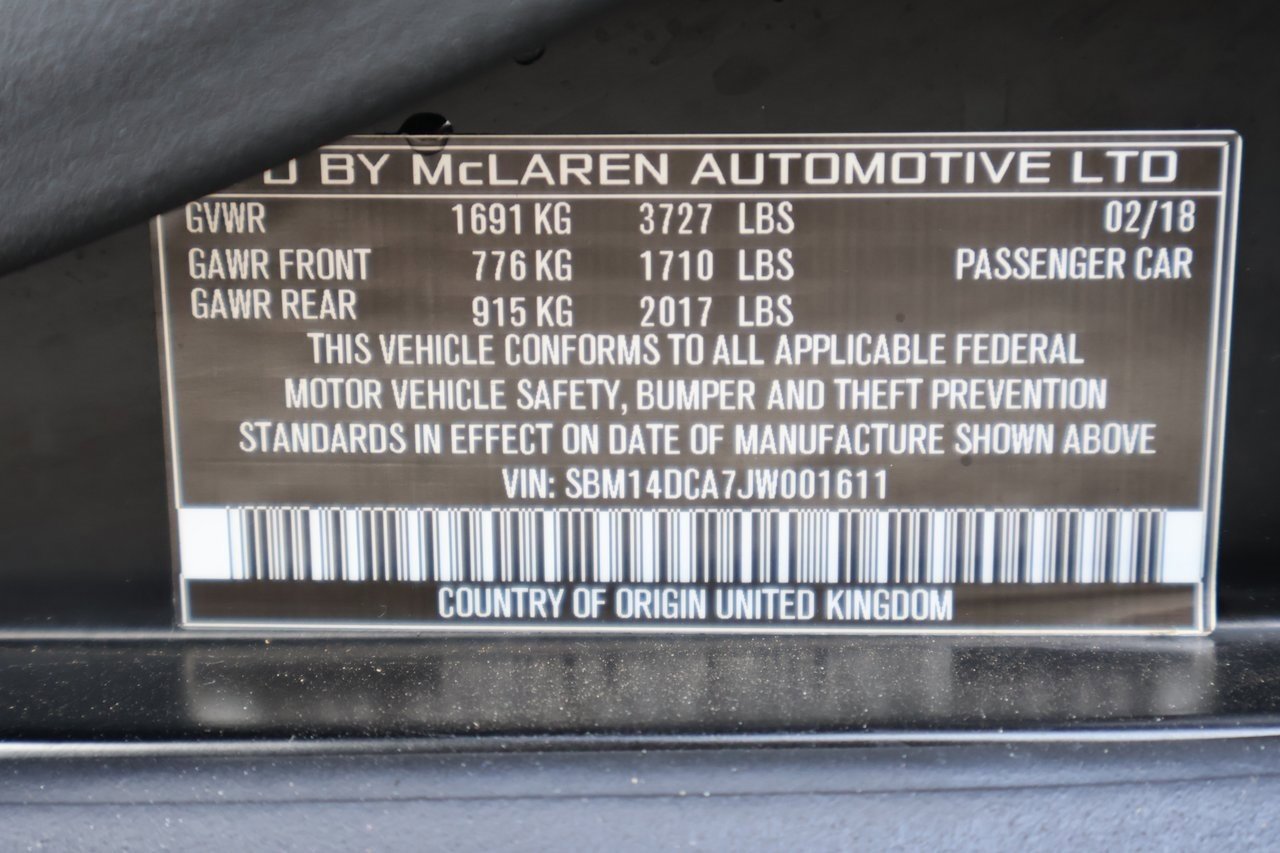 BY McLAREN AUTOMOTIVE LTD
GVWR 1691 KG 3727 LBS 02/18
GAWR FRONT 776 KG 1710 LBS PASSENGER CAR
GAWR REAR 915 KG 2017 LBS
THIS VEHICLE CONFORMS TO ALL APPLICABLE FEDERAL
MOTOR VEHICLE SAFETY, BUMPER AND THEFT PREVENTION
STANDARDS IN EFFECT ON DATE OF MANUFACTURE SHOWN ABOVE
VIN: SBM14DCA7JW001611
COUNTRY OF ORIGIN UNITED KINGDOM